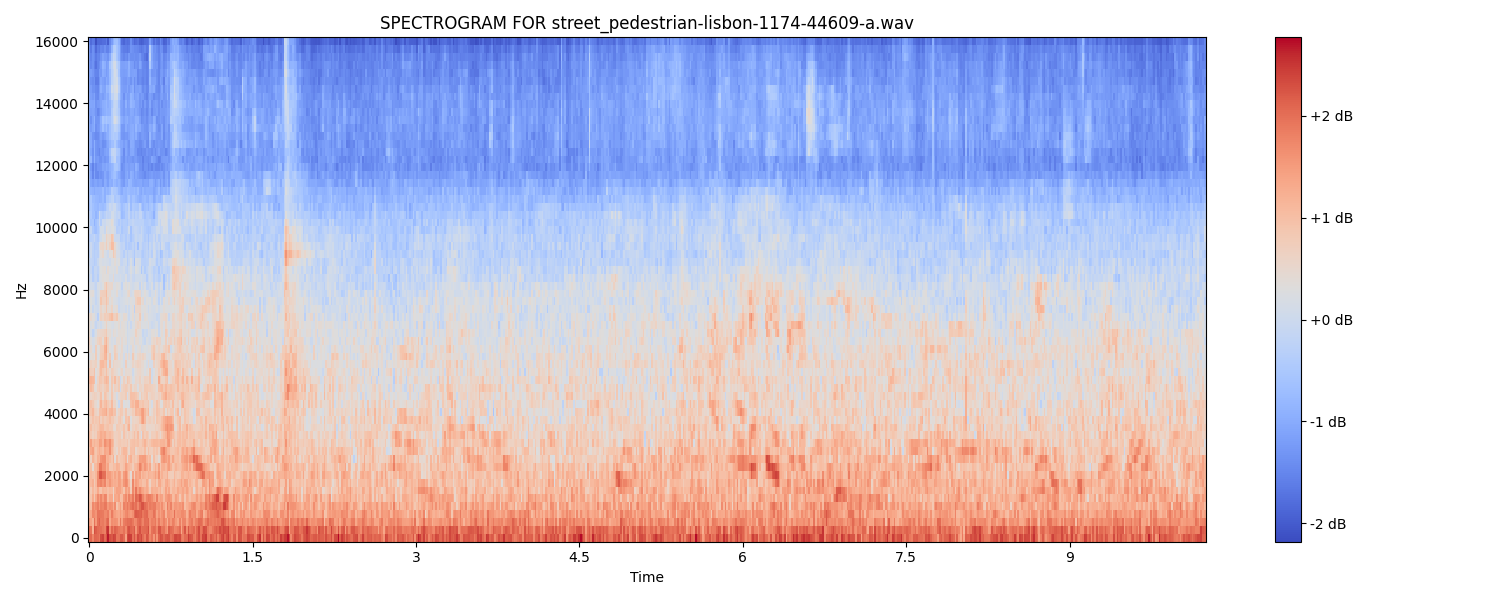 SPECTROGRAM FOR street_pedestrian-lisbon-1174-44609-a.wav
16000
14000
12000
10000
8000
6000
4000
2000
0
Hz
0 1.5 3 4.5 6 7.5 9
Time
+2 dB
+1 dB
+0 dB
-1 dB
-2 dB